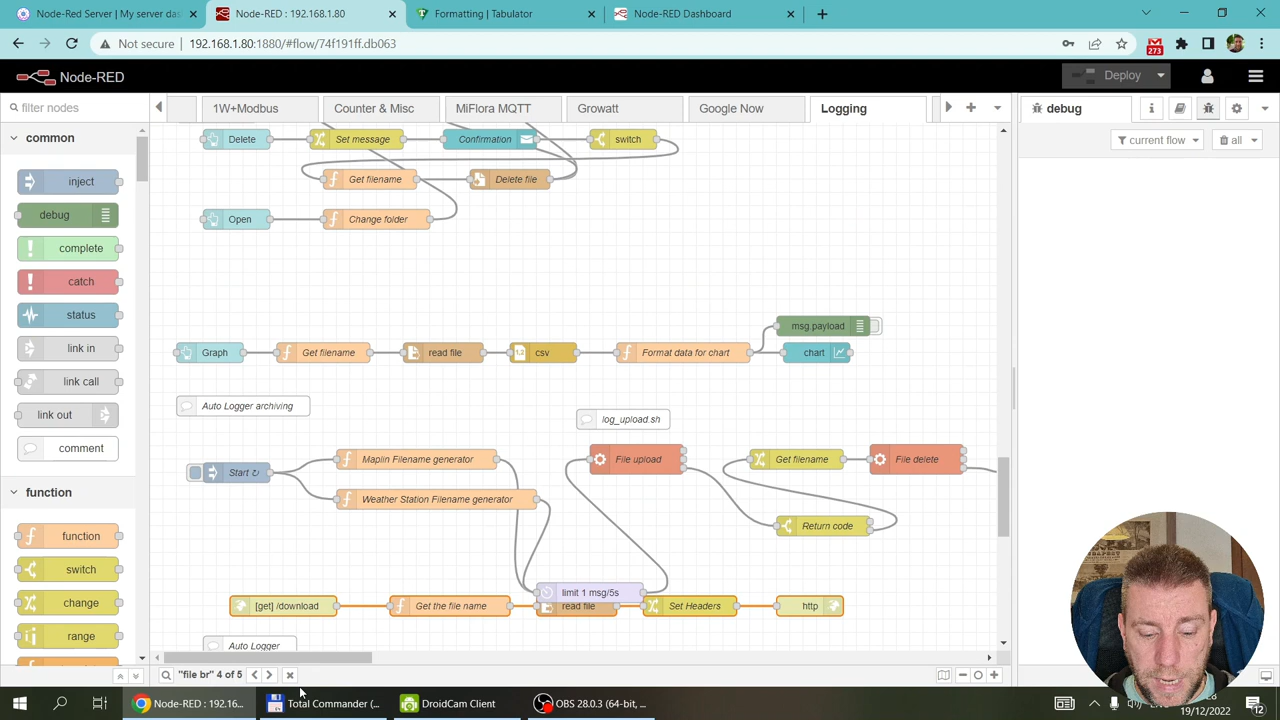 Node-RED Server | My server das
Node-RED : 192.168.1.80
Formatting | Tabulator
Node-RED Dashboard
Not secure 192.168.1.80:1880/#flow/74f191ff.db063
273
Node-RED
Deploy
filter nodes
1W+Modbus
Counter & Misc
MiFlora MQTT
Growatt
Google Now
Logging
debug
current flow
all
common
inject
debug
complete
catch
status
link in
link call
link out
comment
function
function
switch
change
range
Delete
Set message
Confirmation
switch
Get filename
Delete file
Open
Change folder
msg.payload
Graph
Get filename
read file
csv
Format data for chart
chart
Auto Logger archiving
log_upload.sh
Start ↻
Maplin Filename generator
File upload
Get filename
File delete
Weather Station Filename generator
Return code
limit 1 msg/5s
[get] /download
Get the file name
read file
Set Headers
http
Auto Logger
"file br" 4 of 5
Node-RED : 192.16...
Total Commander (...
DroidCam Client
OBS 28.0.3 (64-bit, ...
19/12/2022
12